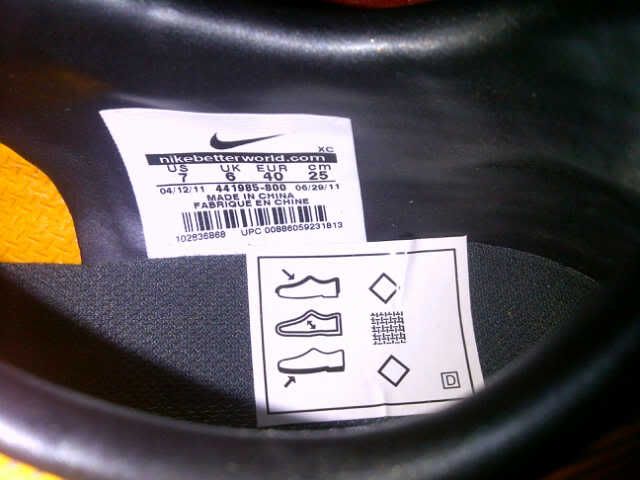 XC
nikebetterworld.com
US UK EUR cm
7 6 40 25
04/12/11 441985-800 06/29/11
MADE IN CHINA
FABRIQUE EN CHINE
102836868 UPC 00886059231813
D